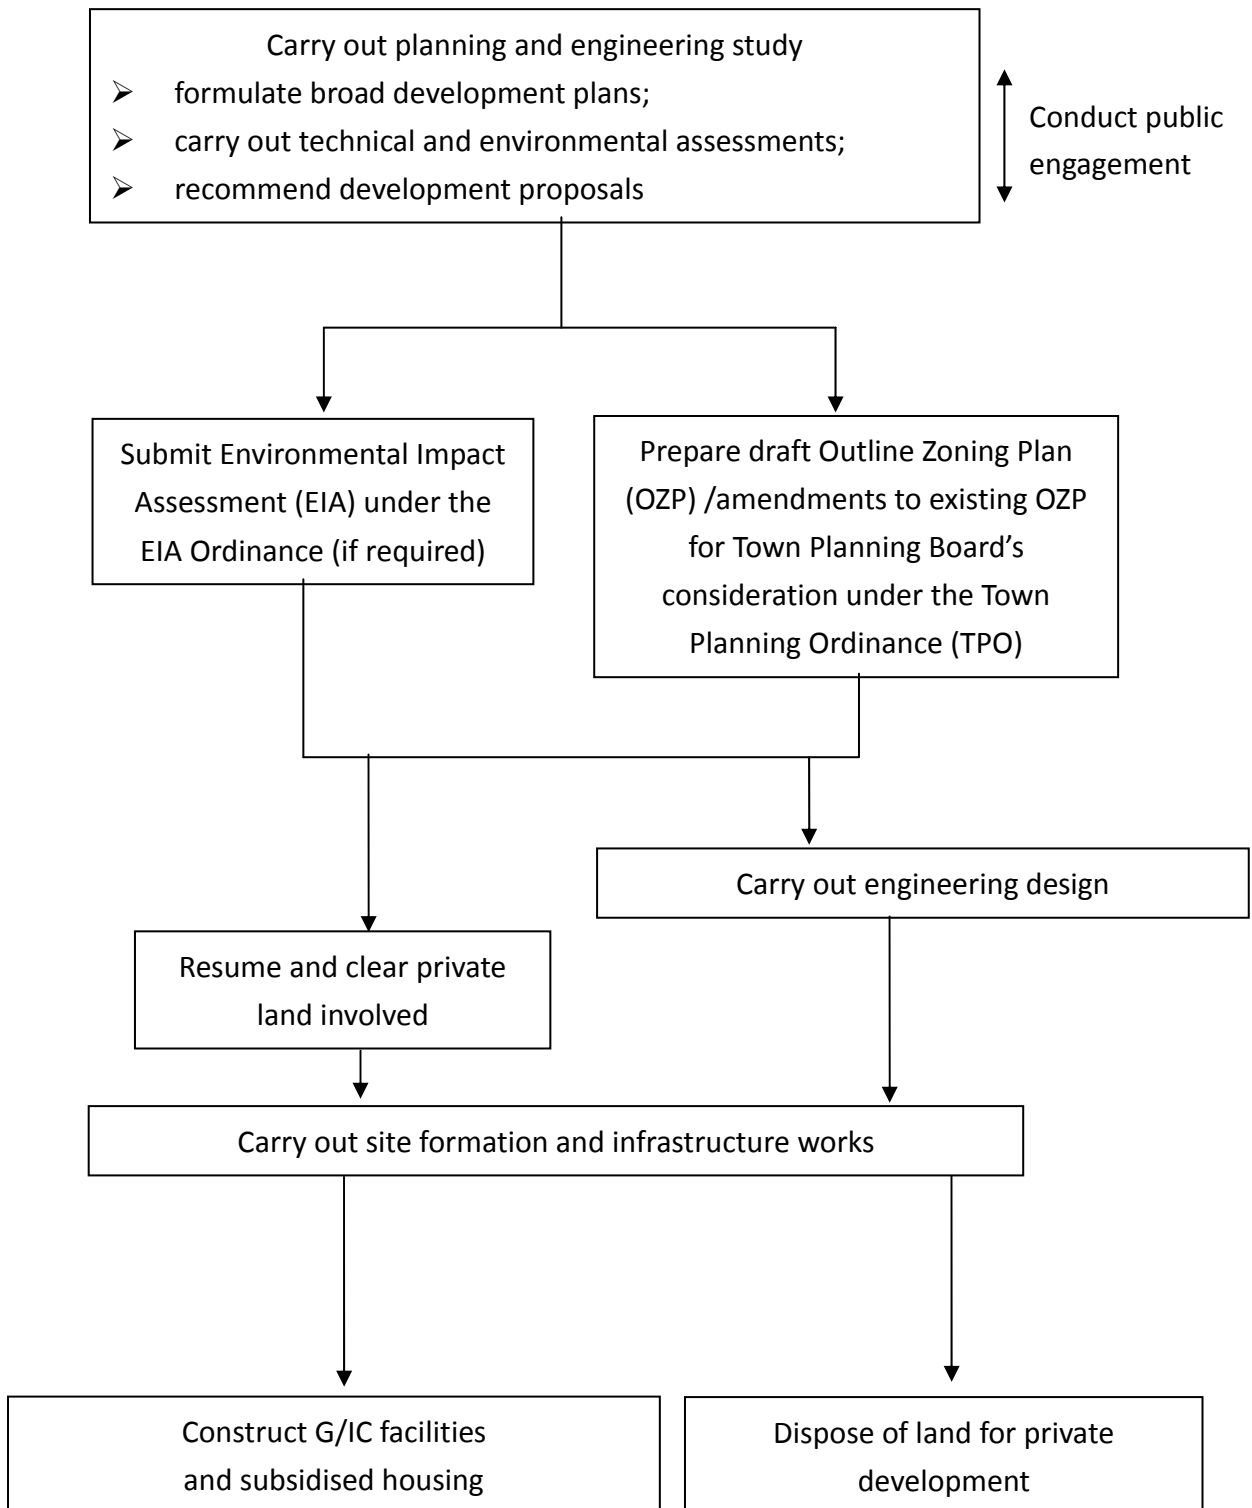 Carry out planning and engineering study
➢ formulate broad development plans;
➢ carry out technical and environmental assessments;
➢ recommend development proposals
Conduct public
engagement
Submit Environmental Impact
Assessment (EIA) under the
EIA Ordinance (if required)
Prepare draft Outline Zoning Plan
(OZP) /amendments to existing OZP
for Town Planning Board’s
consideration under the Town
Planning Ordinance (TPO)
Carry out engineering design
Resume and clear private
land involved
Carry out site formation and infrastructure works
Construct G/IC facilities
and subsidised housing
Dispose of land for private
development